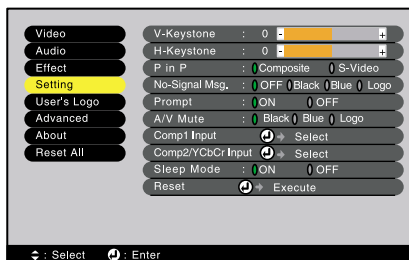 Video
Audio
Effect
Setting
User's Logo
Advanced
About
Reset All
V-Keystone : 0 - +
H-Keystone : 0 - +
P in P : Composite S-Video
No-Signal Msg. : OFF Black Blue Logo
Prompt : ON OFF
A/V Mute : Black Blue Logo
Comp1 Input Select
Comp2/YCbCr Input Select
Sleep Mode : ON OFF
Reset Execute
: Select : Enter